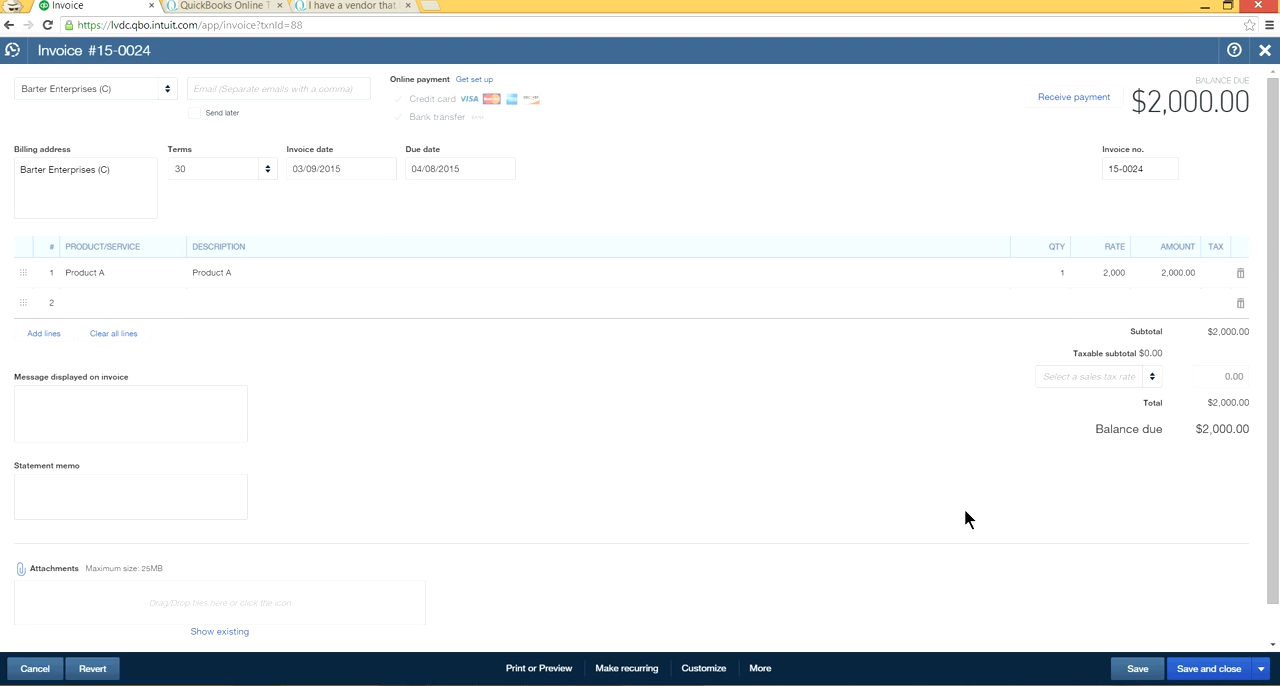 Invoice
QuickBooks Online T
I have a vendor that
https://lvdc.qbo.intuit.com/app/invoice?txnId=88
Invoice #15-0024
Barter Enterprises (C)
Email (Separate emails with a comma)
Send later
Online payment Get set up
Credit card VISA
Bank transfer
Receive payment
BALANCE DUE
$2,000.00
Billing address
Barter Enterprises (C)
Terms
30
Invoice date
03/09/2015
Due date
04/08/2015
Invoice no.
15-0024
# PRODUCT/SERVICE DESCRIPTION QTY RATE AMOUNT TAX
1 Product A Product A 1 2,000 2,000.00
2
Add lines Clear all lines
Subtotal $2,000.00
Taxable subtotal $0.00
Select a sales tax rate 0.00
Total $2,000.00
Balance due $2,000.00
Message displayed on invoice
Statement memo
Attachments Maximum size: 25MB
Drag/Drop files here or click the icon
Show existing
Cancel Revert Print or Preview Make recurring Customize More Save Save and close